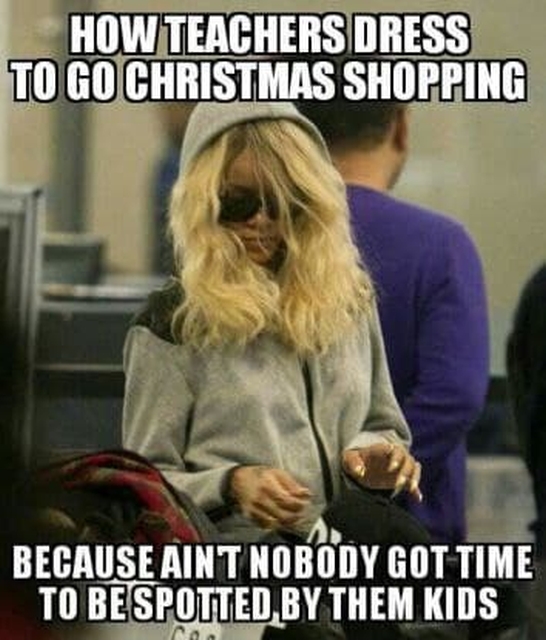 HOW TEACHERS DRESS
TO GO CHRISTMAS SHOPPING
BECAUSE AIN'T NOBODY GOT TIME
TO BE SPOTTED BY THEM KIDS